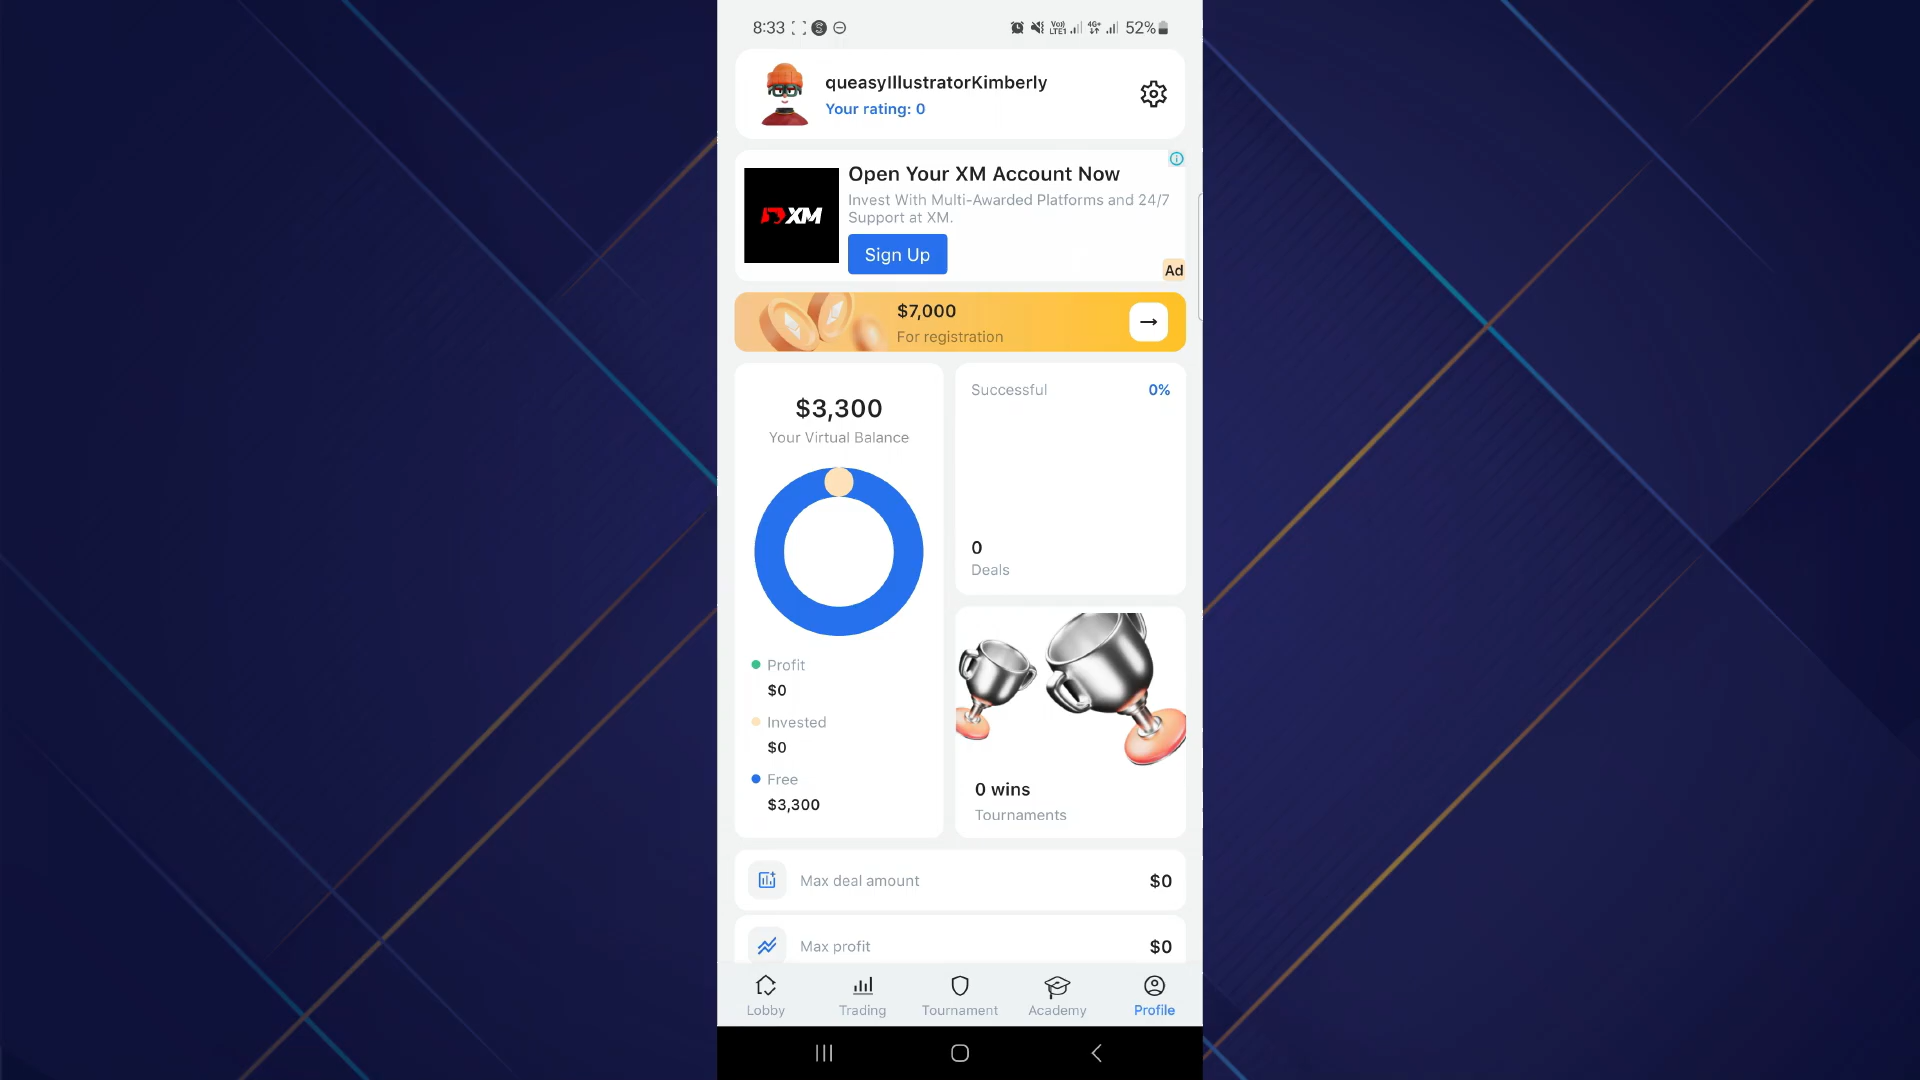 8:33
Vo))
LTE1
4G+
52%
queasyIllustratorKimberly
Your rating: 0
XM
Open Your XM Account Now
Invest With Multi-Awarded Platforms and 24/7
Support at XM.
Sign Up
Ad
$7,000
For registration
$3,300
Your Virtual Balance
Profit
$0
Invested
$0
Free
$3,300
Successful
0%
0
Deals
0 wins
Tournaments
Max deal amount
$0
Max profit
$0
Lobby
Trading
Tournament
Academy
Profile